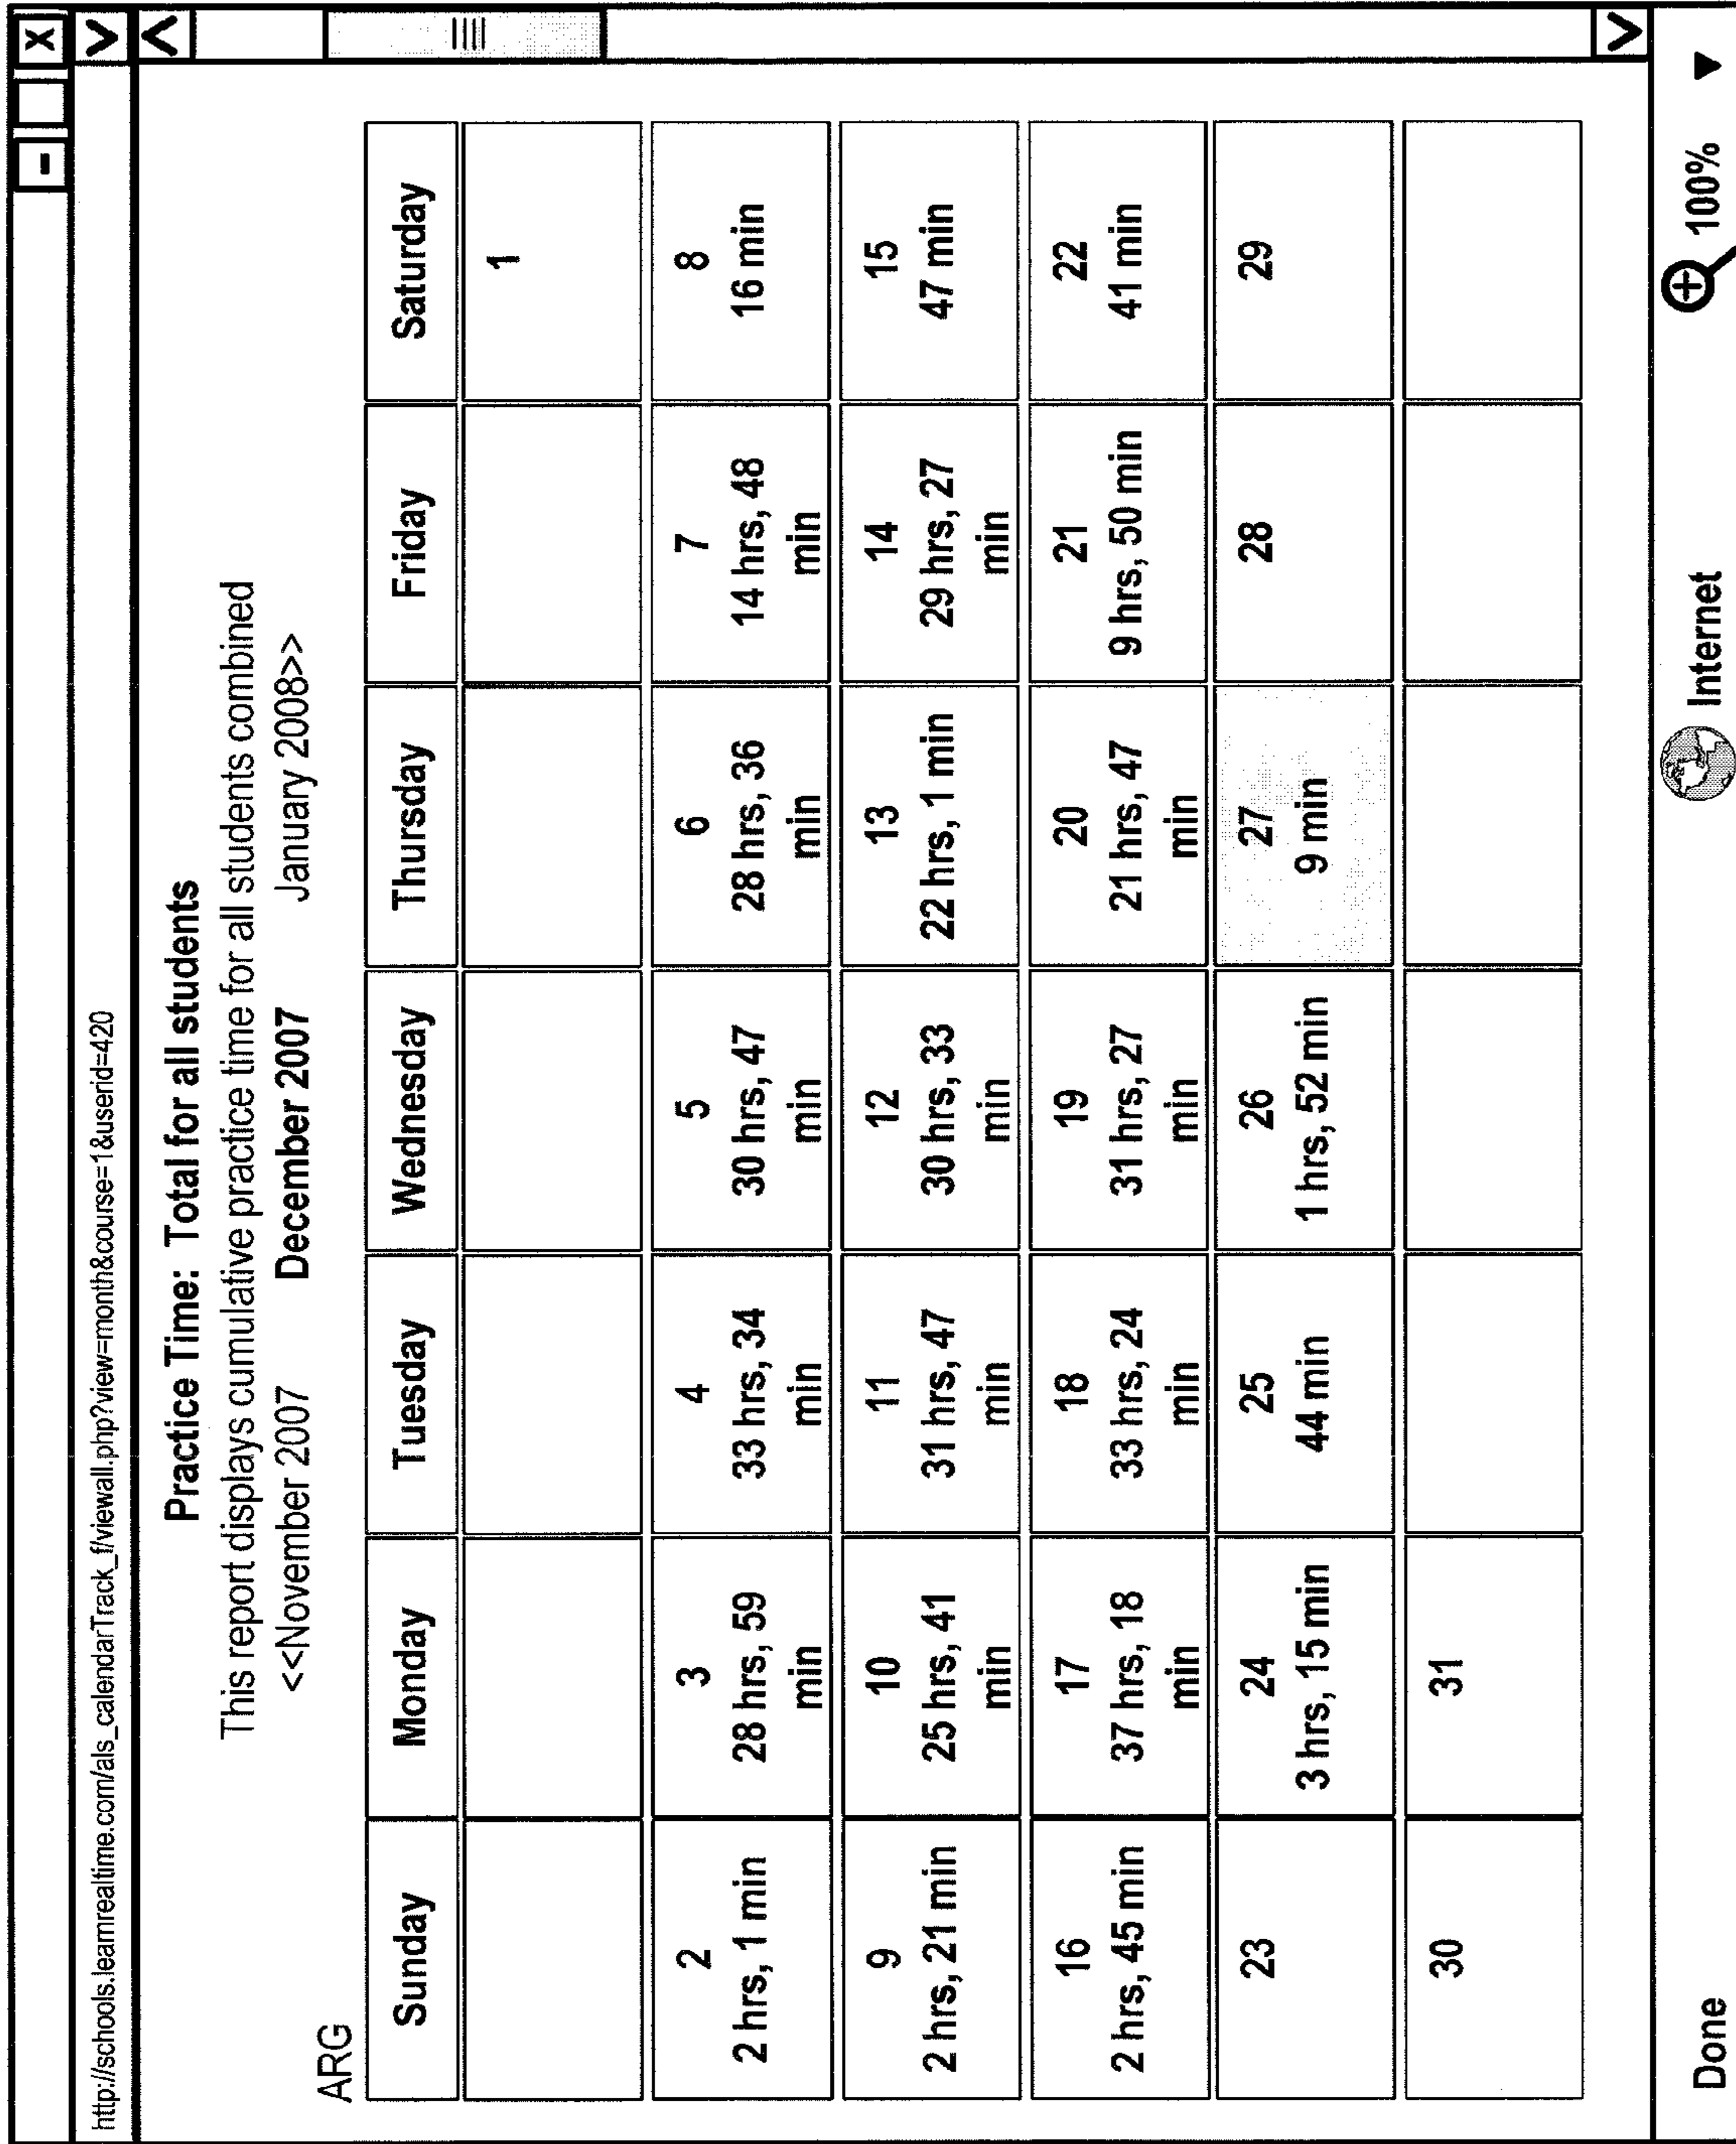 - X
http://schools.learnrealtime.com/als_calendarTrack_f/viewall.php?view=month&course=1&userid=420
Practice Time: Total for all students
This report displays cumulative practice time for all students combined
<<November 2007 December 2007 January 2008>>
ARG
Sunday Monday Tuesday Wednesday Thursday Friday Saturday
1
2 3 4 5 6 7 8
2 hrs, 1 min 28 hrs, 59 33 hrs, 34 30 hrs, 47 28 hrs, 36 14 hrs, 48 16 min
min min min min min
9 10 11 12 13 14 15
2 hrs, 21 min 25 hrs, 41 31 hrs, 47 30 hrs, 33 22 hrs, 1 min 29 hrs, 27 47 min
min min min min
16 17 18 19 20 21 22
2 hrs, 45 min 37 hrs, 18 33 hrs, 24 31 hrs, 27 21 hrs, 47 9 hrs, 50 min 41 min
min min min min
23 24 25 26 27 28 29
3 hrs, 15 min 44 min 1 hrs, 52 min 9 min
30 31
Done Internet 100%